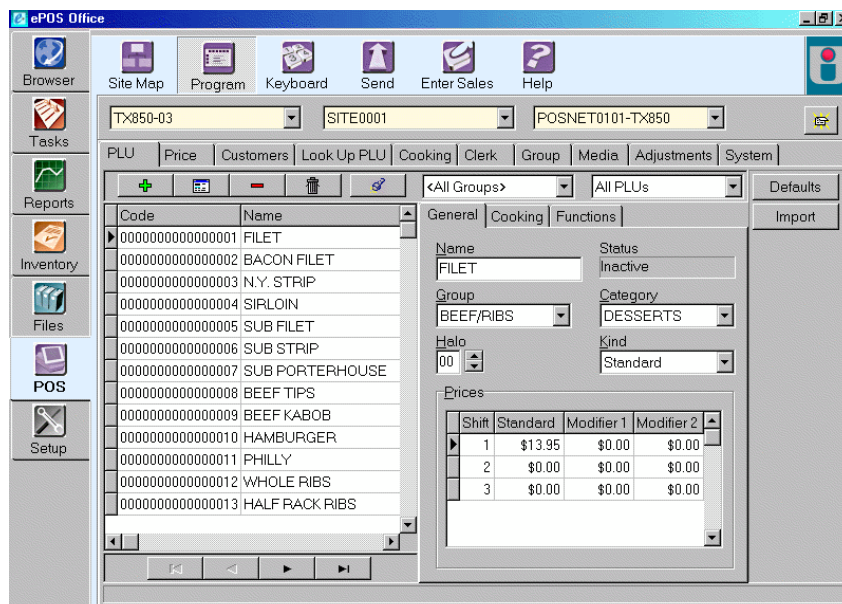 ePOS Office
Browser
Tasks
Reports
Inventory
Files
POS
Setup
Site Map Program Keyboard Send Enter Sales Help
TX850-03 SITE0001 POSNET0101-TX850
PLU Price Customers Look Up PLU Cooking Clerk Group Media Adjustments System
<All Groups> All PLUs Defaults
Import
Code Name
0000000000000001 FILET
0000000000000002 BACON FILET
0000000000000003 N.Y. STRIP
0000000000000004 SIRLOIN
0000000000000005 SUB FILET
0000000000000006 SUB STRIP
0000000000000007 SUB PORTERHOUSE
0000000000000008 BEEF TIPS
0000000000000009 BEEF KABOB
0000000000000010 HAMBURGER
0000000000000011 PHILLY
0000000000000012 WHOLE RIBS
0000000000000013 HALF RACK RIBS
General Cooking Functions
Name Status
FILET Inactive
Group Category
BEEF/RIBS DESSERTS
Halo Kind
00 Standard
Prices
Shift Standard Modifier 1 Modifier 2
1 $13.95 $0.00 $0.00
2 $0.00 $0.00 $0.00
3 $0.00 $0.00 $0.00